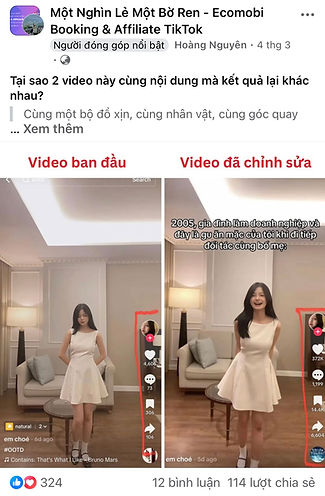 Một Nghìn Lẻ Một Bờ Ren - Ecomobi
Booking & Affiliate TikTok
Người đóng góp nổi bật Hoàng Nguyên · 4 thg 3
Tại sao 2 video này cùng nội dung mà kết quả lại khác
nhau?
Cùng một bộ đồ xịn, cùng nhân vật, cùng góc quay
... Xem thêm
Video ban đầu
Video đã chỉnh sửa
Search
2005, gia đình làm doanh nghiệp và
đây là gu ăn mặc của tôi khi đi tiếp
đối tác cùng bố mẹ:
73
306
106
natural | 2
em choé · 6d ago
#OOTD
Contains: That's What I Like - Bruno Mars
372K
1,199
14.4K
6,604
em choé · 5d ago
324
12 bình luận 114 lượt chia sẻ